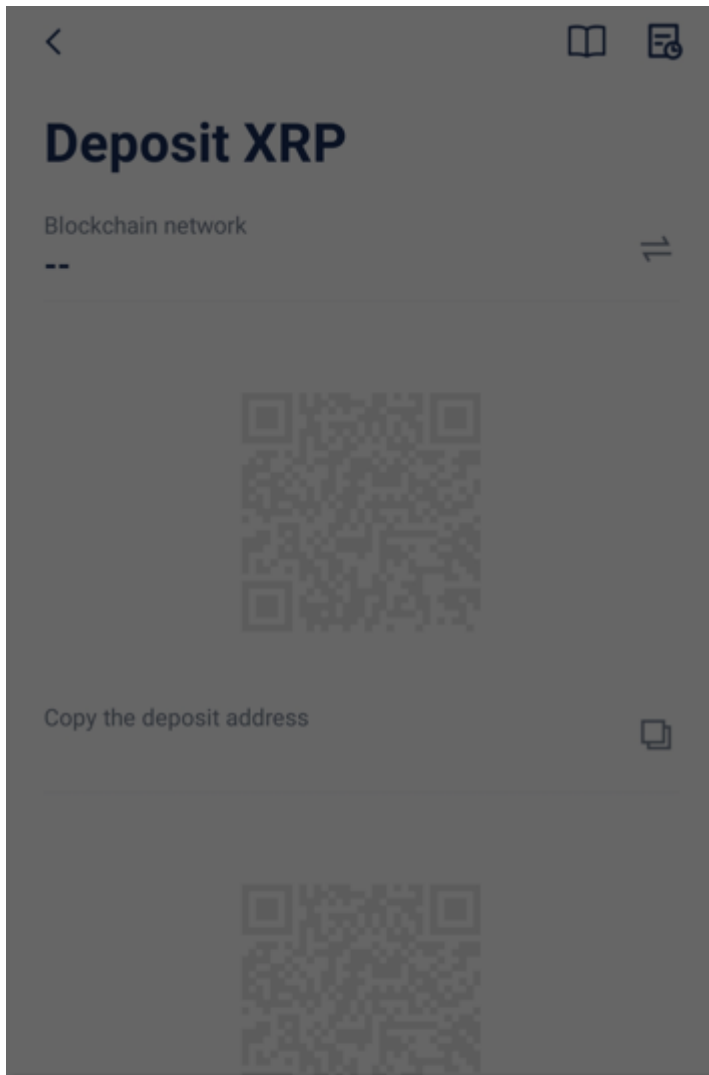 Deposit XRP
Blockchain network
--
Copy the deposit address